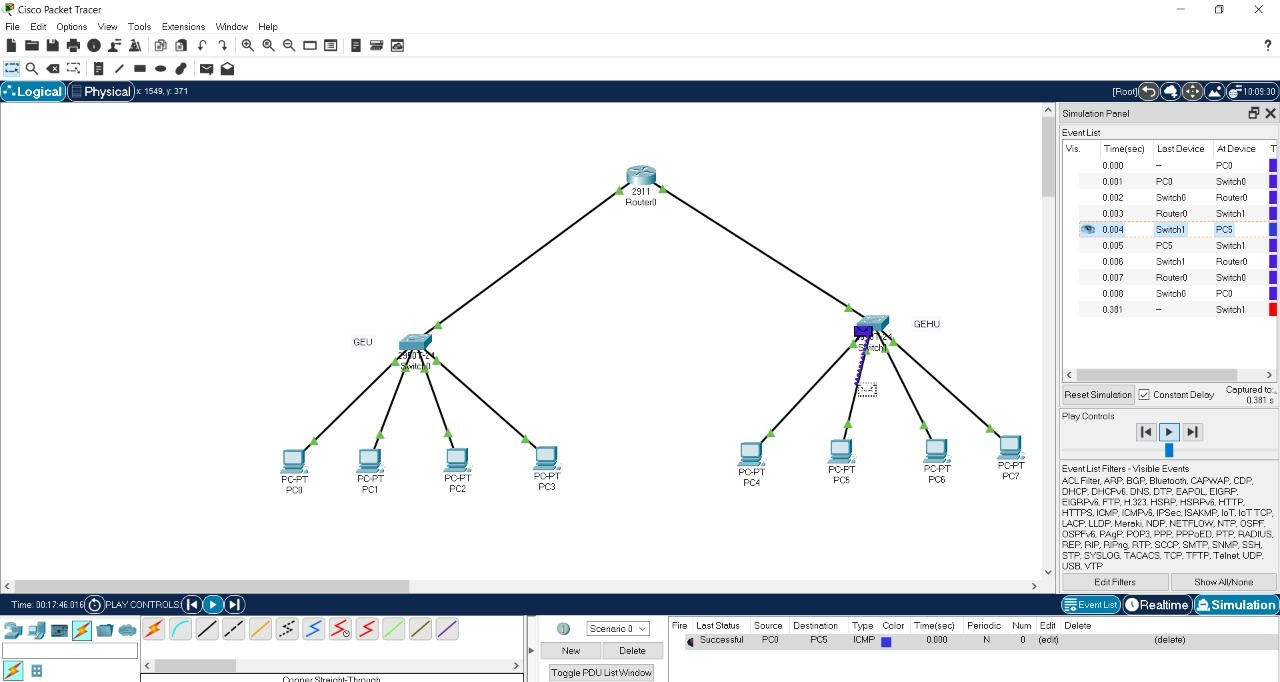 Cisco Packet Tracer
File Edit Options View Tools Extensions Window Help
?
Logical Physical x: 1549, y: 371 [Root] 10:09:30
Simulation Panel
Event List
Vis. Time(sec) Last Device At Device T
0.000 -- PC0
0.001 PC0 Switch0
0.002 Switch0 Router0
0.003 Router0 Switch1
0.004 Switch1 PC5
0.005 PC5 Switch1
0.006 Switch1 Router0
0.007 Router0 Switch0
0.008 Switch0 PC0
0.381 -- Switch1
Reset Simulation Constant Delay Captured to:
0.381 s
Play Controls
Event List Filters - Visible Events
ACL Filter, ARP, BGP, Bluetooth, CAPWAP, CDP,
DHCP, DHCPv6, DNS, DTP, EAPOL, EIGRP,
EIGRPv6, FTP, H.323, HSRP, HSRPv6, HTTP,
HTTPS, ICMP, ICMPv6, IPSec, ISAKMP, IoT, IoT TCP,
LACP, LLDP, Meraki, NDP, NETFLOW, NTP, OSPF,
OSPFv6, PAgP, POP3, PPP, PPPoED, PTP, RADIUS,
REP, RIP, RIPng, RTP, SCCP, SMTP, SNMP, SSH,
STP, SYSLOG, TACACS, TCP, TFTP, Telnet, UDP,
USB, VTP
Edit Filters Show All/None
2911
Router0
GEU
Switch0
GEHU
Switch1
PC-PT
PC0
PC-PT
PC1
PC-PT
PC2
PC-PT
PC3
PC-PT
PC4
PC-PT
PC5
PC-PT
PC6
PC-PT
PC7
Time: 00:17:46.016 PLAY CONTROLS: Event List Realtime Simulation
Scenario 0
New Delete
Toggle PDU List Window
Fire Last Status Source Destination Type Color Time(sec) Periodic Num Edit Delete
Successful PC0 PC5 ICMP 0.000 N 0 (edit) (delete)
Copper Straight-Through